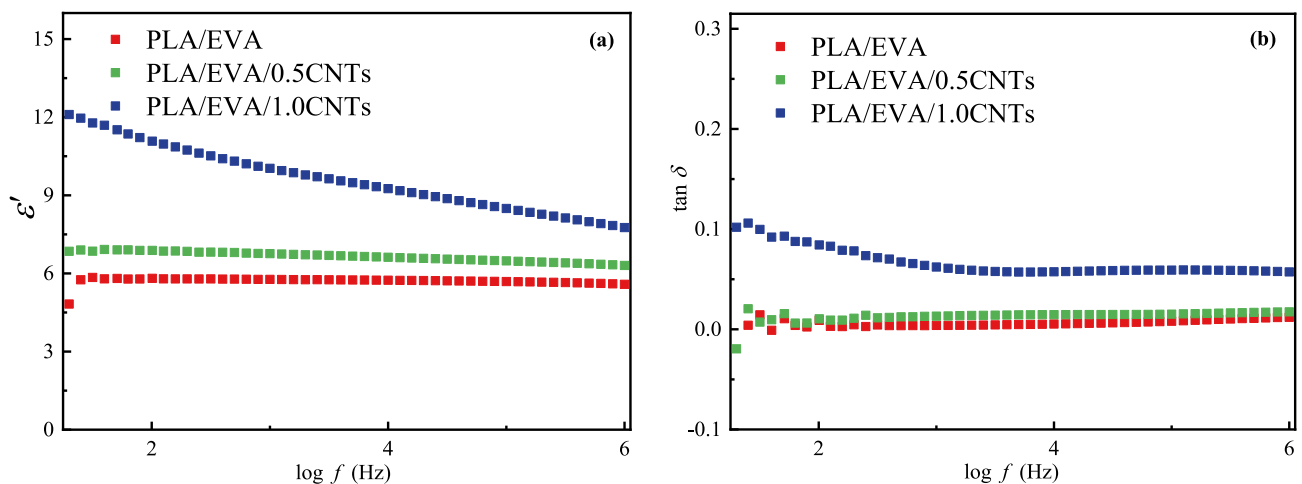 (a)
PLA/EVA
PLA/EVA/0.5CNTs
PLA/EVA/1.0CNTs
15
12
9
6
3
0
ε′
2
4
6
log f (Hz)
(b)
PLA/EVA
PLA/EVA/0.5CNTs
PLA/EVA/1.0CNTs
0.3
0.2
0.1
0.0
-0.1
tan δ
2
4
6
log f (Hz)